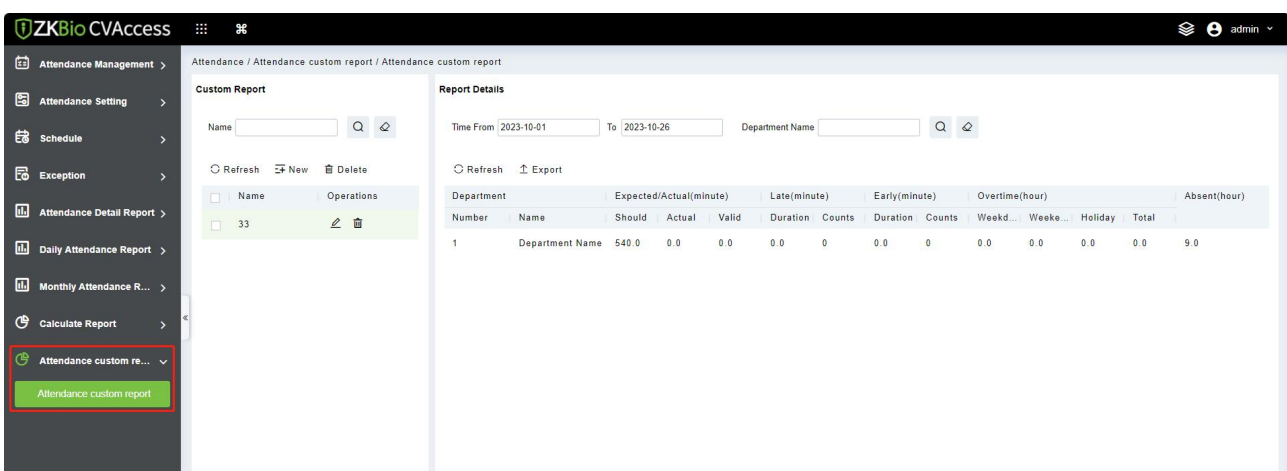 ZKBio CVAccess
admin
Attendance Management
Attendance Setting
Schedule
Exception
Attendance Detail Report
Daily Attendance Report
Monthly Attendance R...
Calculate Report
Attendance custom re...
Attendance custom report
Attendance / Attendance custom report / Attendance custom report
Custom Report
Name
Refresh New Delete
Name Operations
33
Report Details
Time From 2023-10-01 To 2023-10-26 Department Name
Refresh Export
Department Expected/Actual(minute) Late(minute) Early(minute) Overtime(hour) Absent(hour)
Number Name Should Actual Valid Duration Counts Duration Counts Weekd... Weeke... Holiday Total
1 Department Name 540.0 0.0 0.0 0.0 0 0.0 0 0.0 0.0 0.0 0.0 9.0